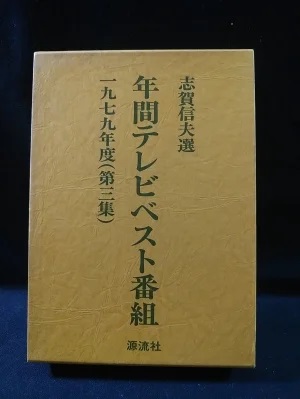 志賀信夫選
年間テレビベスト番組
一九七九年度(第三集)
源流社